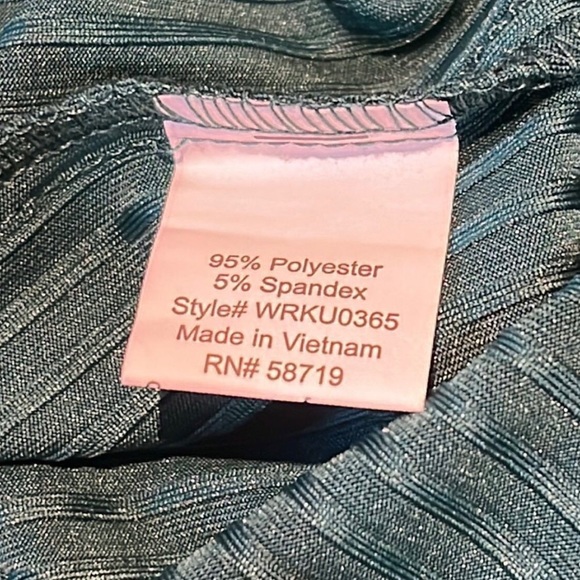 95% Polyester
5% Spandex
Style# WRKU0365
Made in Vietnam
RN# 58719